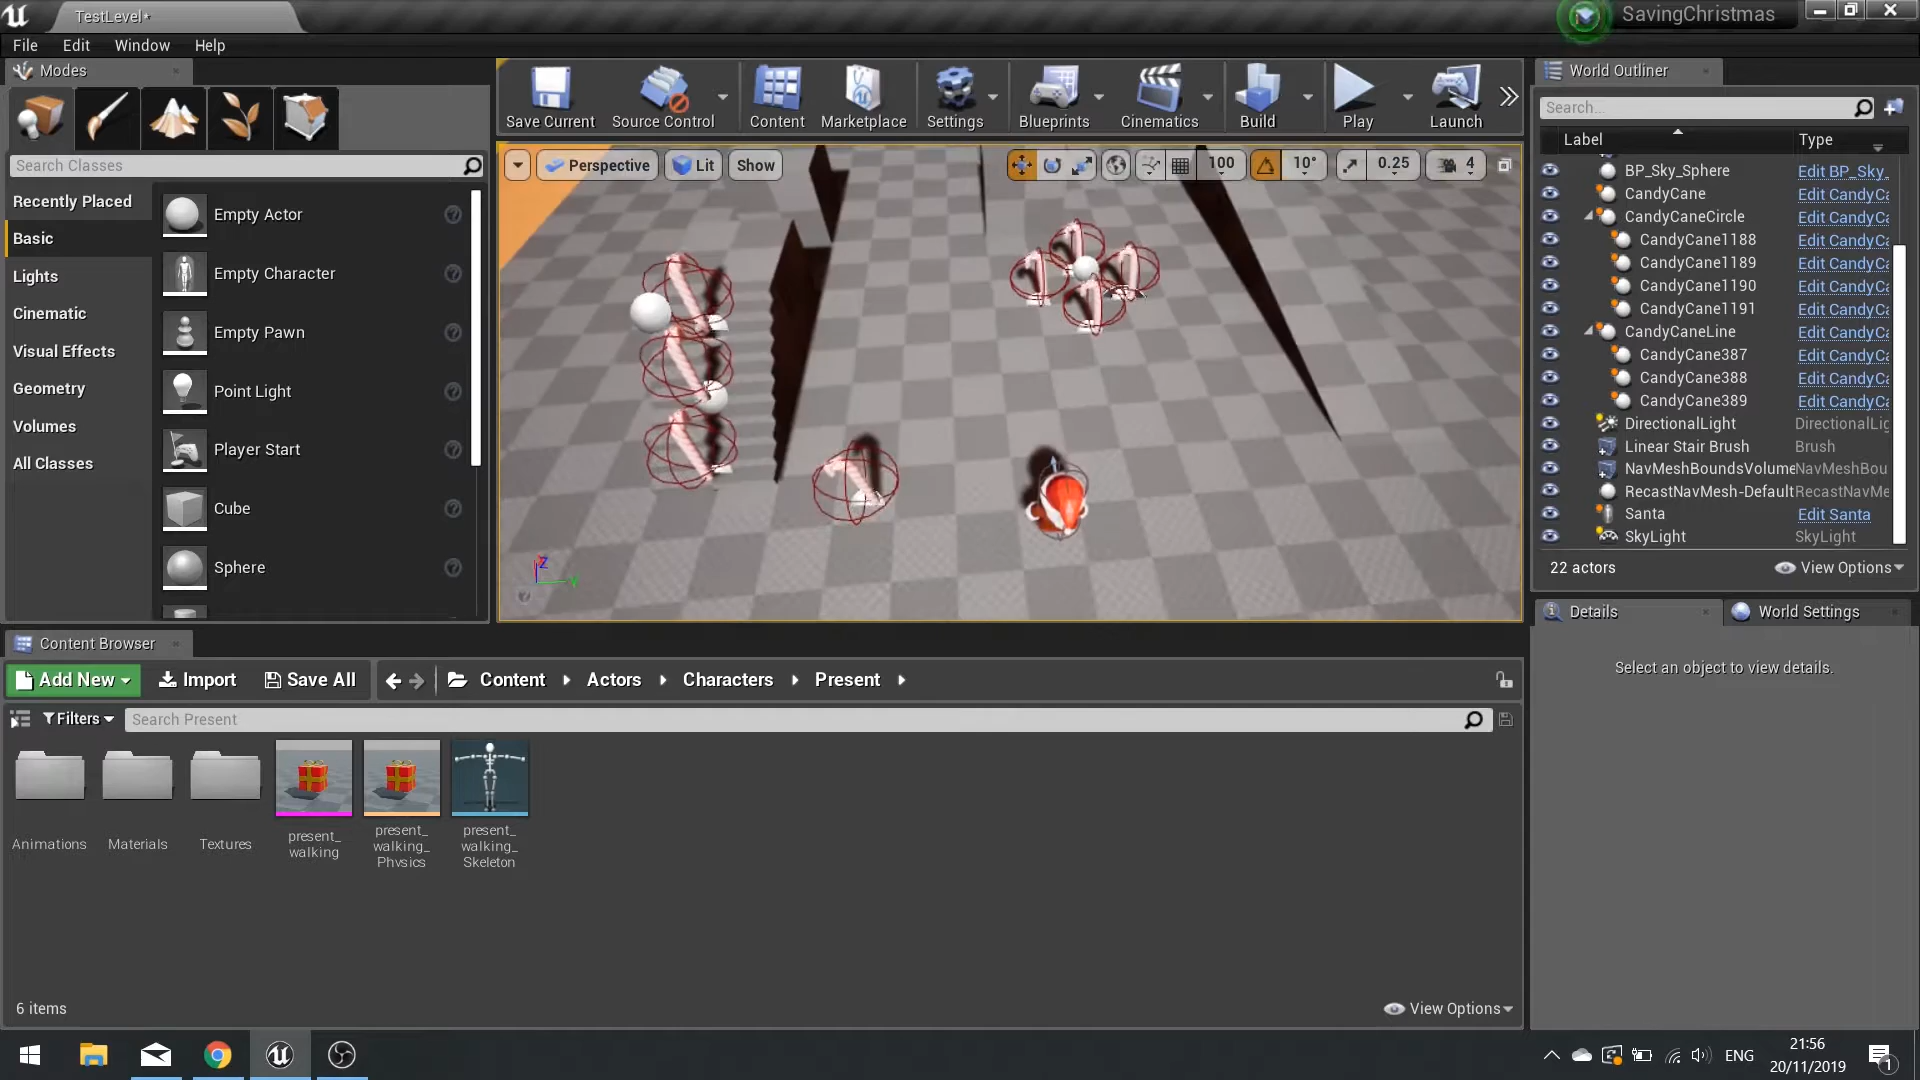 TestLevel*
SavingChristmas
File Edit Window Help
Modes
Search Classes
Recently Placed
Basic
Lights
Cinematic
Visual Effects
Geometry
Volumes
All Classes
Empty Actor
Empty Character
Empty Pawn
Point Light
Player Start
Cube
Sphere
Save Current Source Control Content Marketplace Settings Blueprints Cinematics Build Play Launch
Perspective Lit Show 100 10° 0.25 4
Z
Y
World Outliner
Search...
Label Type
BP_Sky_Sphere Edit BP_Sky_
CandyCane Edit CandyCa
CandyCaneCircle Edit CandyCa
CandyCane1188 Edit CandyCa
CandyCane1189 Edit CandyCa
CandyCane1190 Edit CandyCa
CandyCane1191 Edit CandyCa
CandyCaneLine Edit CandyCa
CandyCane387 Edit CandyCa
CandyCane388 Edit CandyCa
CandyCane389 Edit CandyCa
DirectionalLight DirectionalLig
Linear Stair Brush Brush
NavMeshBoundsVolume NavMeshBou
RecastNavMesh-Default RecastNavMe
Santa Edit Santa
SkyLight SkyLight
22 actors View Options
Details World Settings
Select an object to view details.
Content Browser
Add New Import Save All Content Actors Characters Present
Filters Search Present
Animations
Materials
Textures
present_
walking
present_
walking_
Physics
present_
walking_
Skeleton
6 items View Options
ENG
21:56
20/11/2019
1